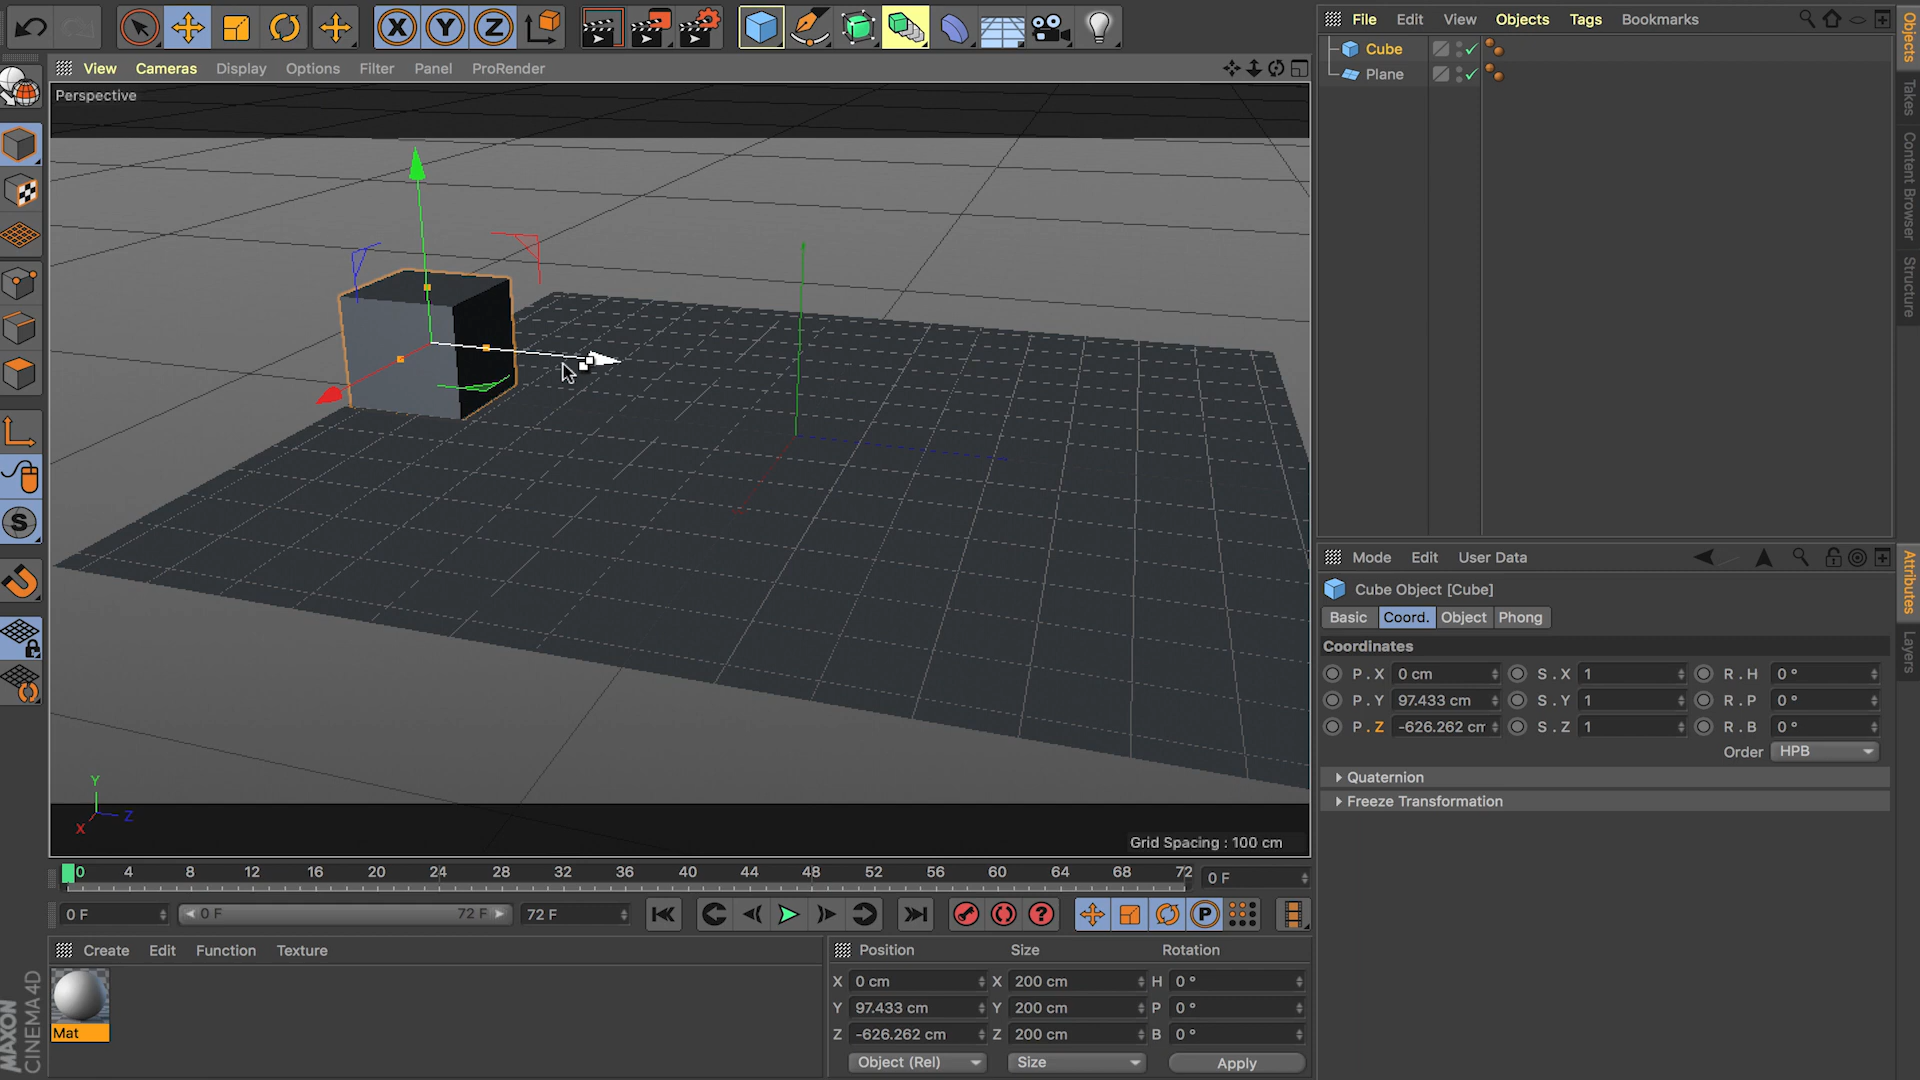 File Edit View Objects Tags Bookmarks
View Cameras Display Options Filter Panel ProRender
Perspective
Cube
Plane
Objects
Takes
Content Browser
Structure
Mode Edit User Data
Cube Object [Cube]
Basic Coord. Object Phong
Coordinates
P . X 0 cm S . X 1 R . H 0 °
P . Y 97.433 cm S . Y 1 R . P 0 °
P . Z -626.262 cm S . Z 1 R . B 0 °
Order HPB
Quaternion
Freeze Transformation
Attributes
Layers
X Y Z
S
Y
Z
X
Grid Spacing : 100 cm
0 4 8 12 16 20 24 28 32 36 40 44 48 52 56 60 64 68 72 0 F
0 F 0 F 72 F 72 F ? P
Create Edit Function Texture
Mat
MAXON
CINEMA 4D
Position Size Rotation
X 0 cm X 200 cm H 0 °
Y 97.433 cm Y 200 cm P 0 °
Z -626.262 cm Z 200 cm B 0 °
Object (Rel) Size Apply